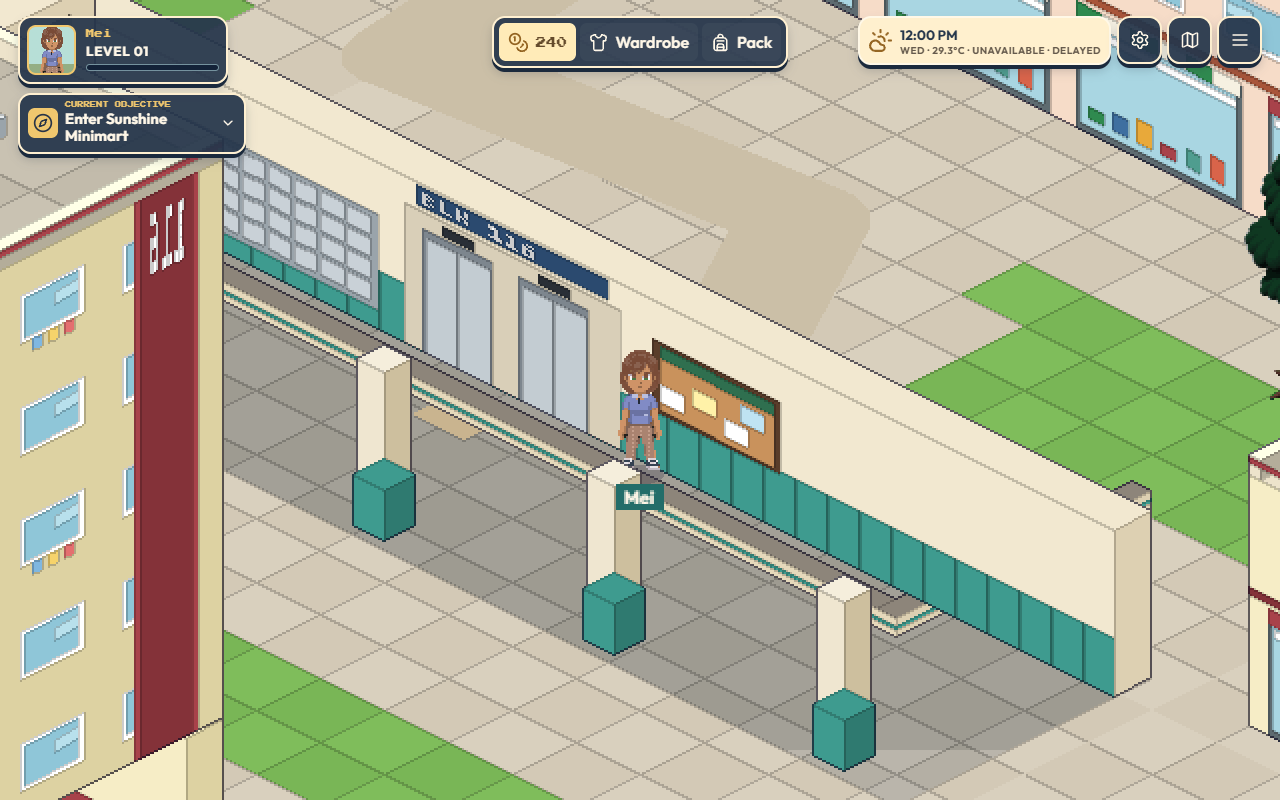 Mei
LEVEL 01
240
Wardrobe
Pack
12:00 PM
WED · 29.3°C · UNAVAILABLE · DELAYED
CURRENT OBJECTIVE
Enter Sunshine
Minimart
BLK 116
Mei